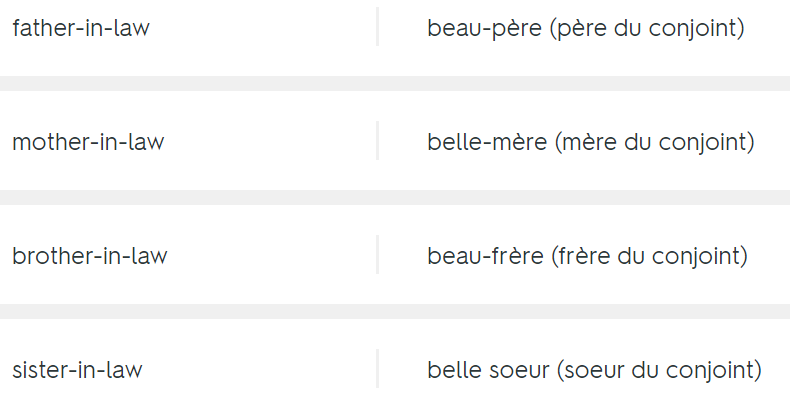 father-in-law beau-père (père du conjoint)
mother-in-law belle-mère (mère du conjoint)
brother-in-law beau-frère (frère du conjoint)
sister-in-law belle soeur (soeur du conjoint)